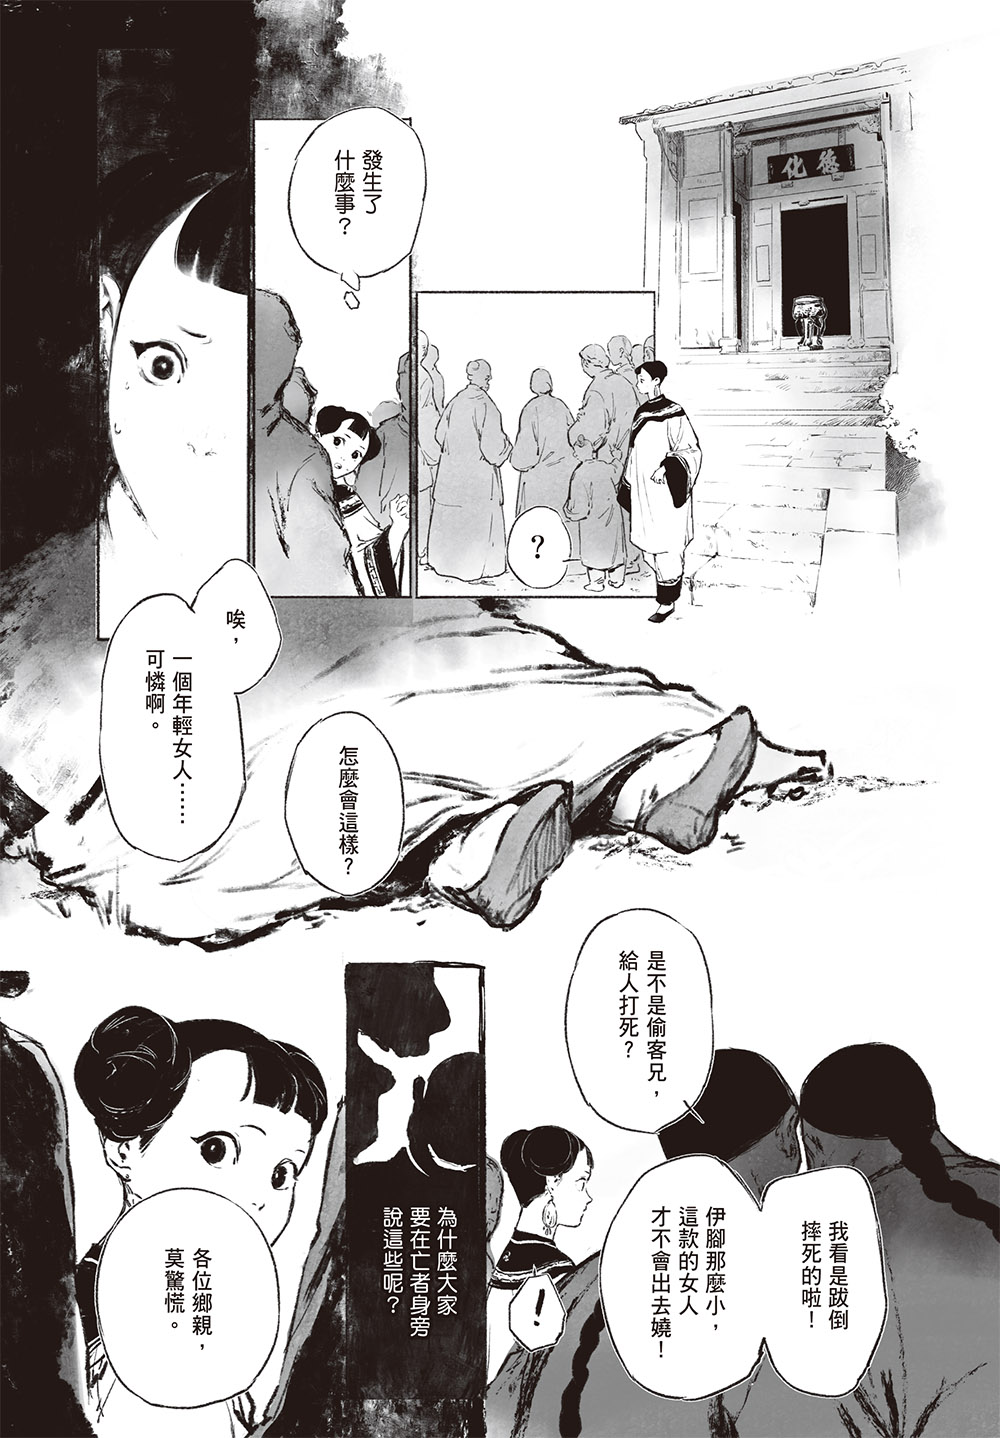 德化
?
發生了
什麼事？
唉，
一個年輕女人……
可憐啊。
怎麼會這樣？
是不是偷客兄，
給人打死？
我看是跋倒
摔死的啦！
伊腳那麼小，
這款的女人
才不會出去嬈！
！
為什麼大家
要在亡者身旁
說這些呢？
各位鄉親，
莫驚慌。